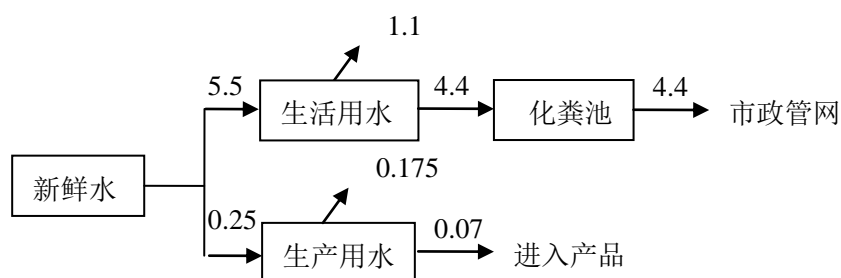 1.1
5.5 4.4 4.4
生活用水 化粪池 市政管网
新鲜水
0.175
0.25 0.07
生产用水 进入产品